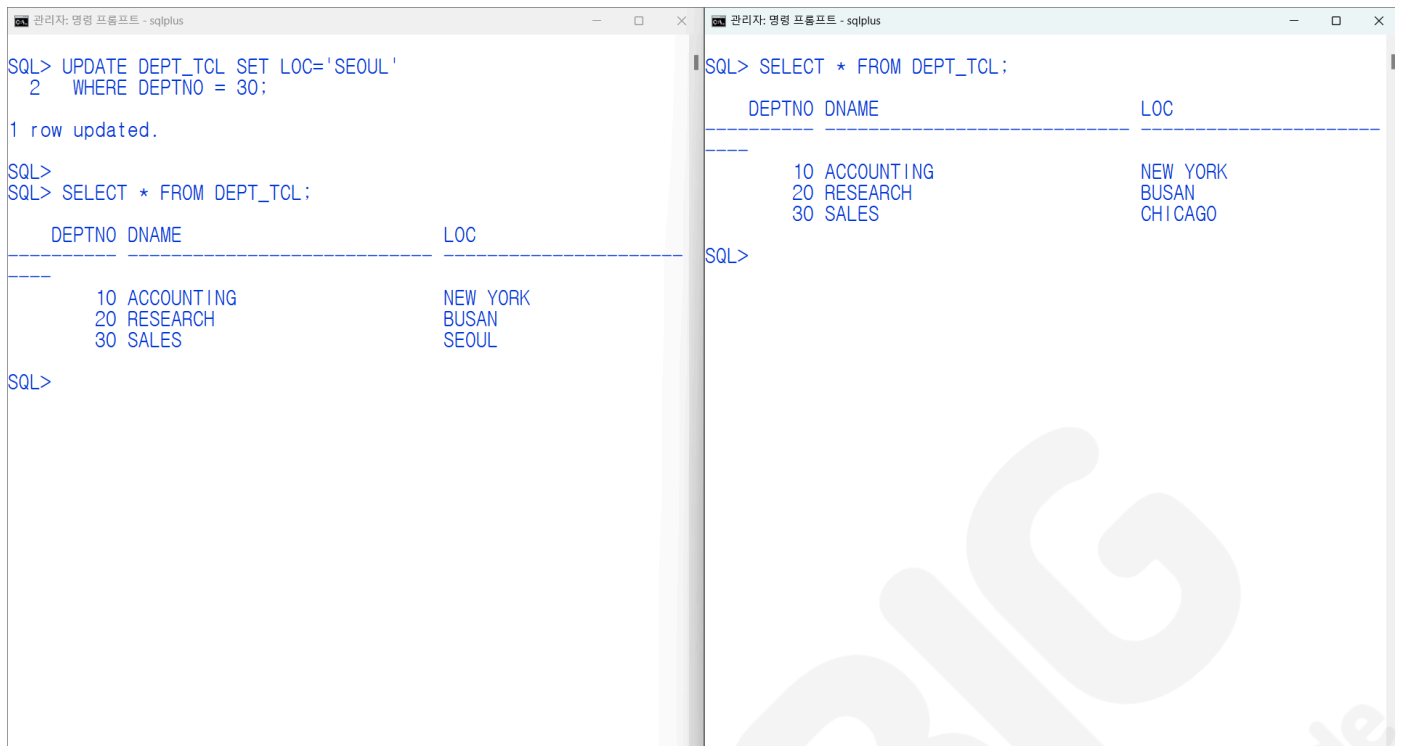 관리자: 명령 프롬프트 - sqlplus
SQL> UPDATE DEPT_TCL SET LOC='SEOUL'
2 WHERE DEPTNO = 30;
1 row updated.
SQL>
SQL> SELECT * FROM DEPT_TCL;
DEPTNO DNAME LOC
---------- ---------------------------- ----------------------
----
10 ACCOUNTING NEW YORK
20 RESEARCH BUSAN
30 SALES SEOUL
SQL>
관리자: 명령 프롬프트 - sqlplus
SQL> SELECT * FROM DEPT_TCL;
DEPTNO DNAME LOC
---------- ---------------------------- ----------------------
----
10 ACCOUNTING NEW YORK
20 RESEARCH BUSAN
30 SALES CHICAGO
SQL>